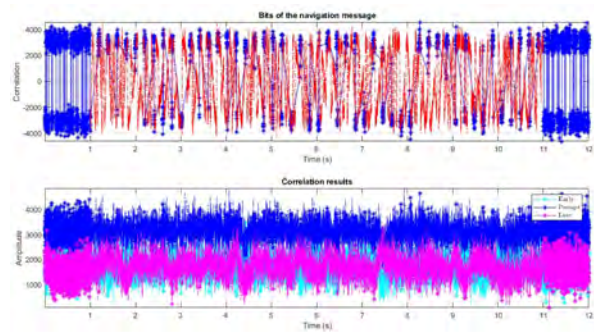 Bits of the navigation message
4000
2000
0
-2000
-4000
Correlation
1 2 3 4 5 6 7 8 9 10 11 12
Time (s)
Correlation results
4000
3000
2000
1000
Amplitude
Early
Prompt
Late
1 2 3 4 5 6 7 8 9 10 11 12
Time (s)